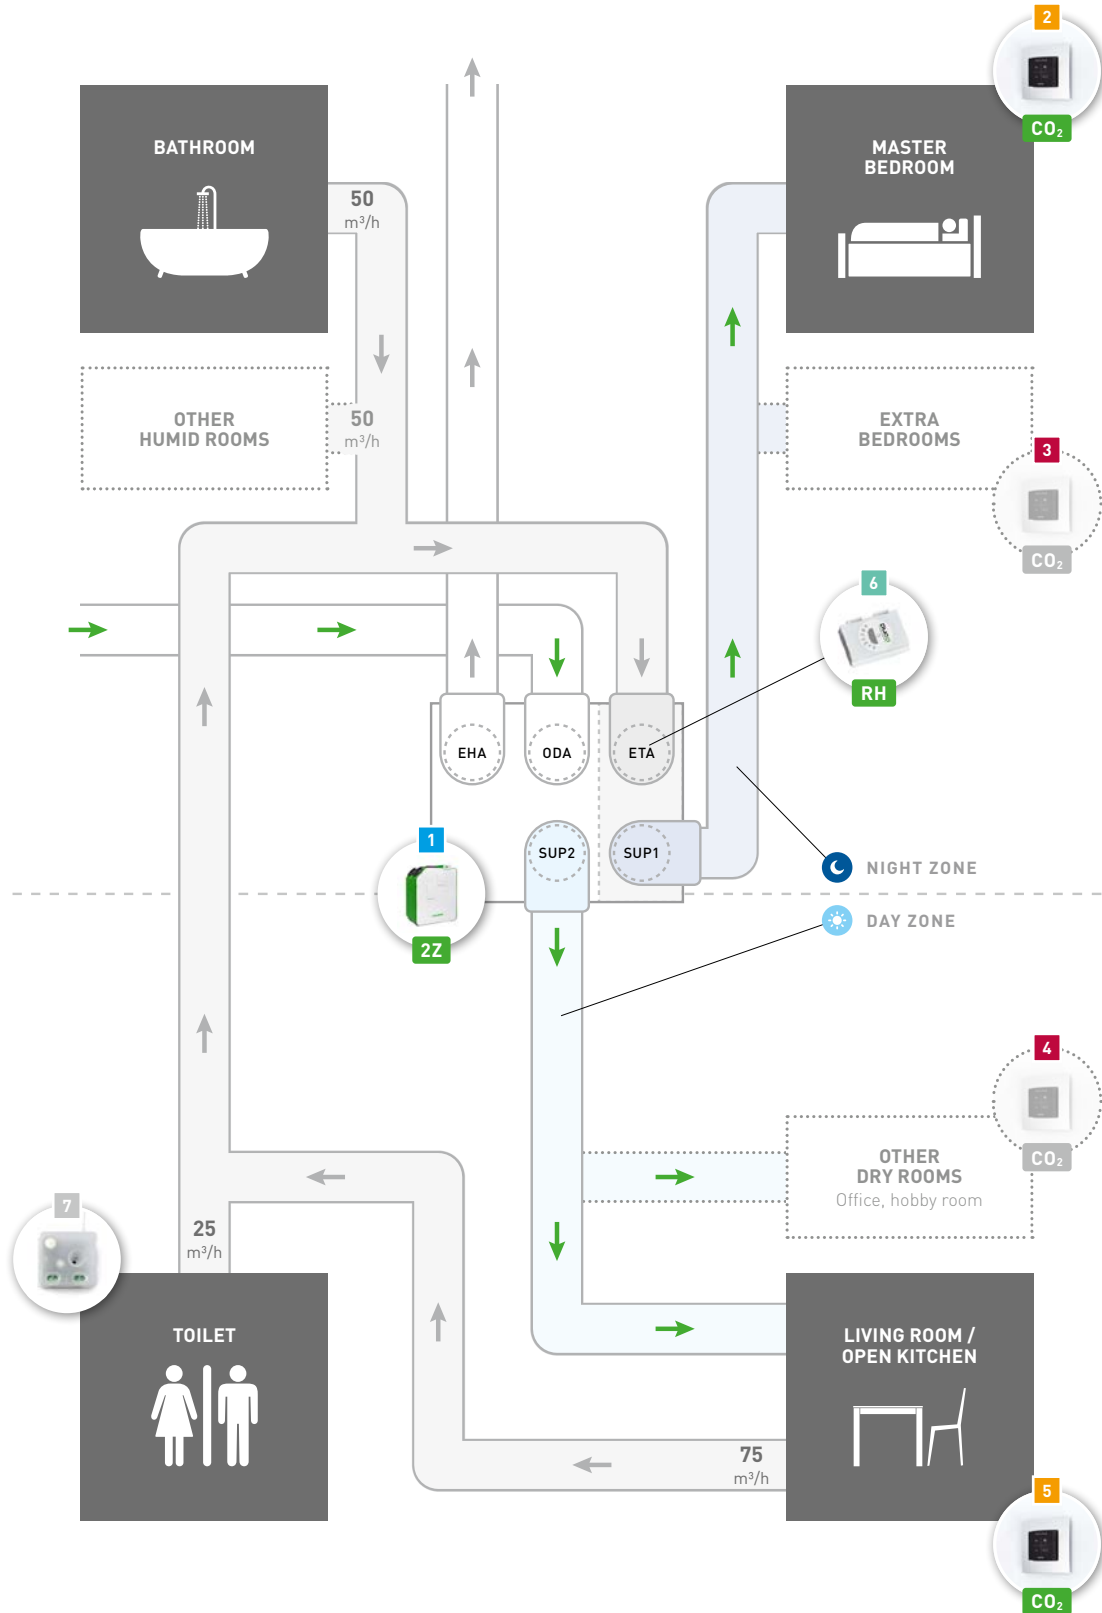 2
CO₂
BATHROOM
MASTER
BEDROOM
50
m³/h
OTHER
HUMID ROOMS
50
m³/h
EXTRA
BEDROOMS
3
CO₂
6
RH
EHA
ODA
ETA
1
SUP2
SUP1
2Z
NIGHT ZONE
DAY ZONE
4
CO₂
OTHER
DRY ROOMS
Office, hobby room
7
25
m³/h
TOILET
LIVING ROOM /
OPEN KITCHEN
75
m³/h
5
CO₂